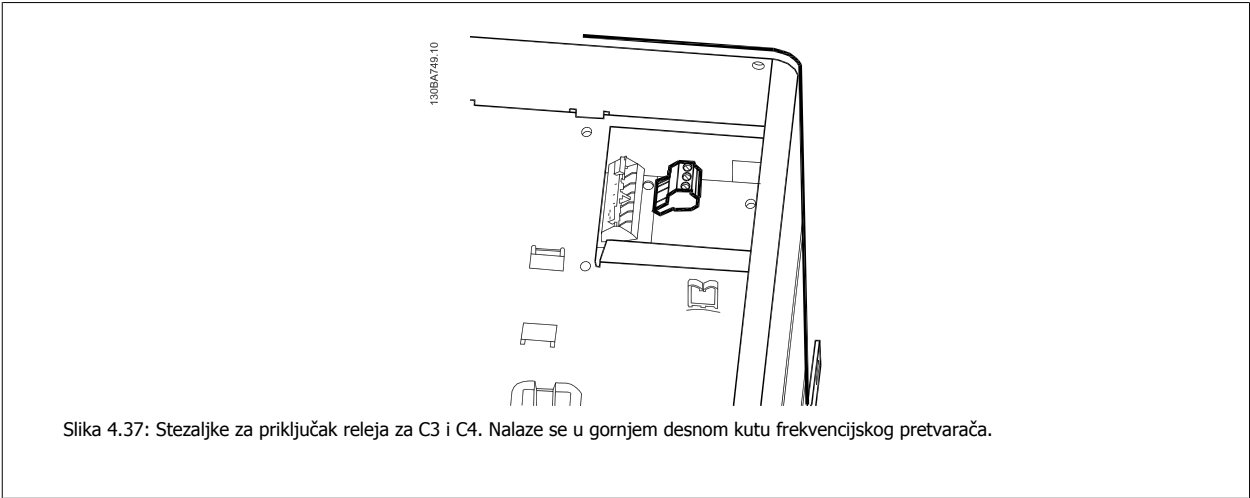 130BA749.10
Slika 4.37: Stezaljke za priključak releja za C3 i C4. Nalaze se u gornjem desnom kutu frekvencijskog pretvarača.